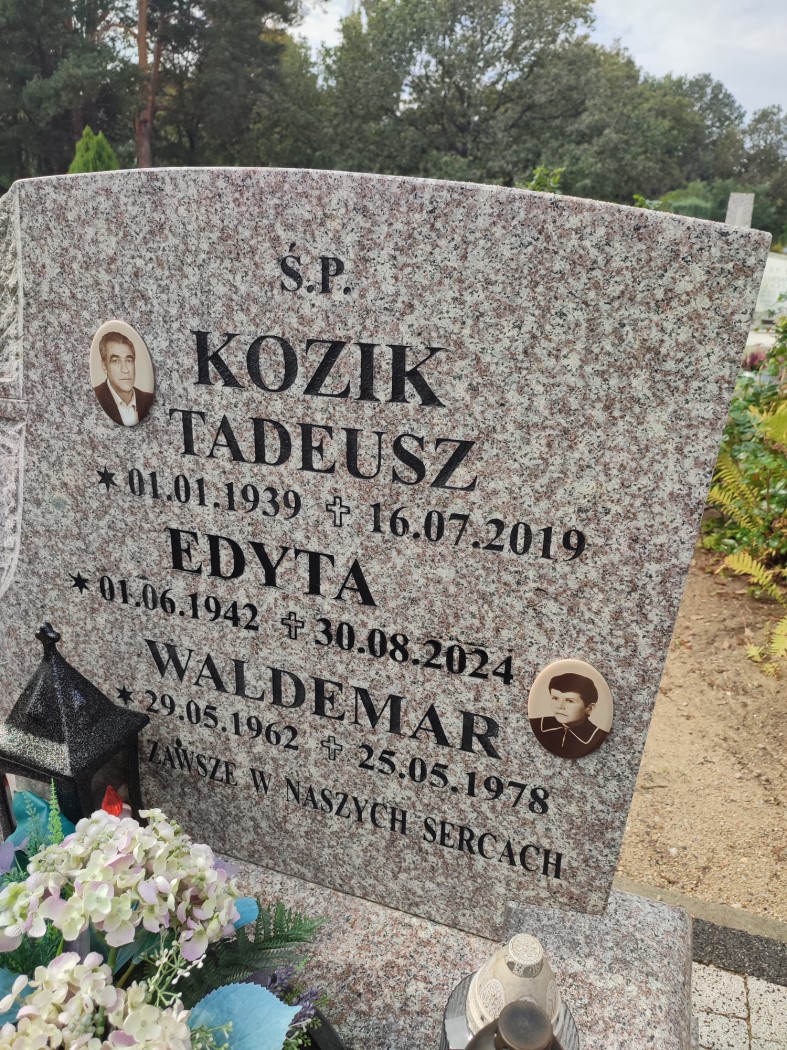 Ś.P.
KOZIK
TADEUSZ
★ 01.01.1939 ✝ 16.07.2019
EDYTA
★ 01.06.1942 ✝ 30.08.2024
WALDEMAR
★ 29.05.1962 ✝ 25.05.1978
ZAWSZE W NASZYCH SERCACH